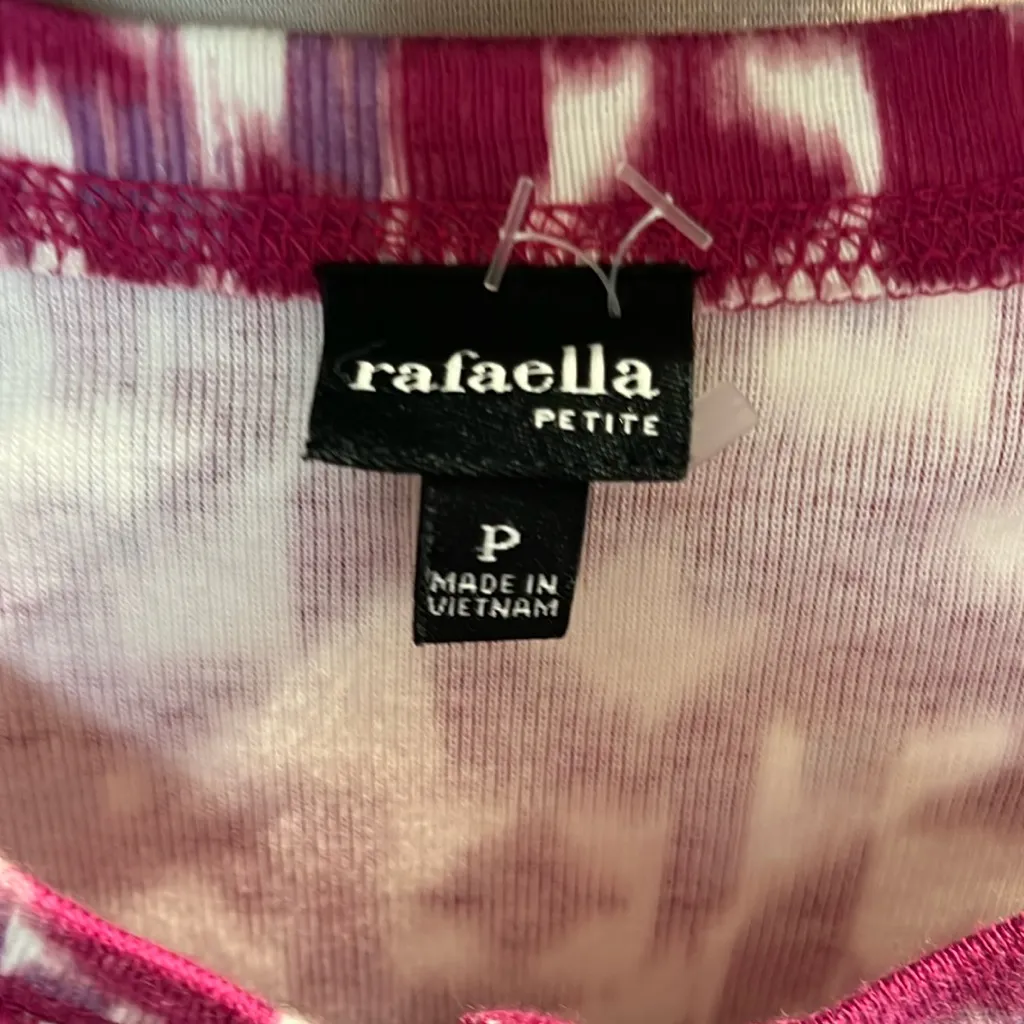 rafaella
PETITE
P
MADE IN
VIETNAM